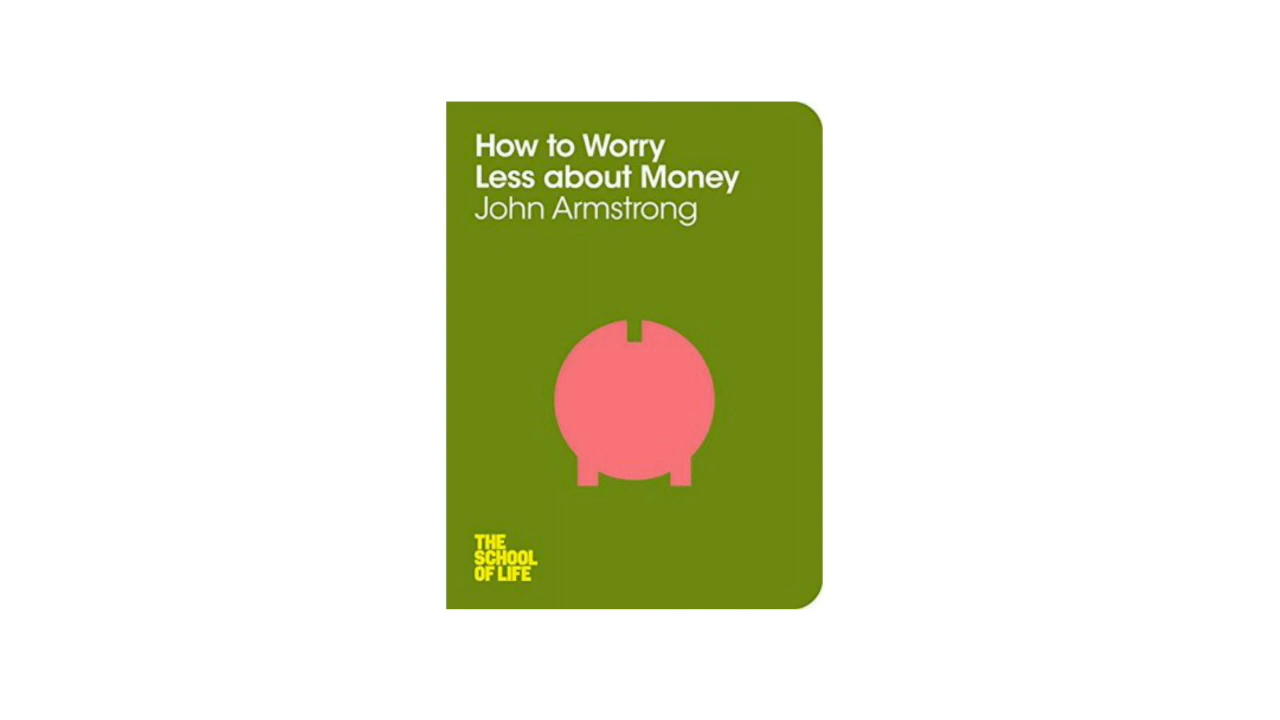 How to Worry
Less about Money
John Armstrong
THE
SCHOOL
OF LIFE